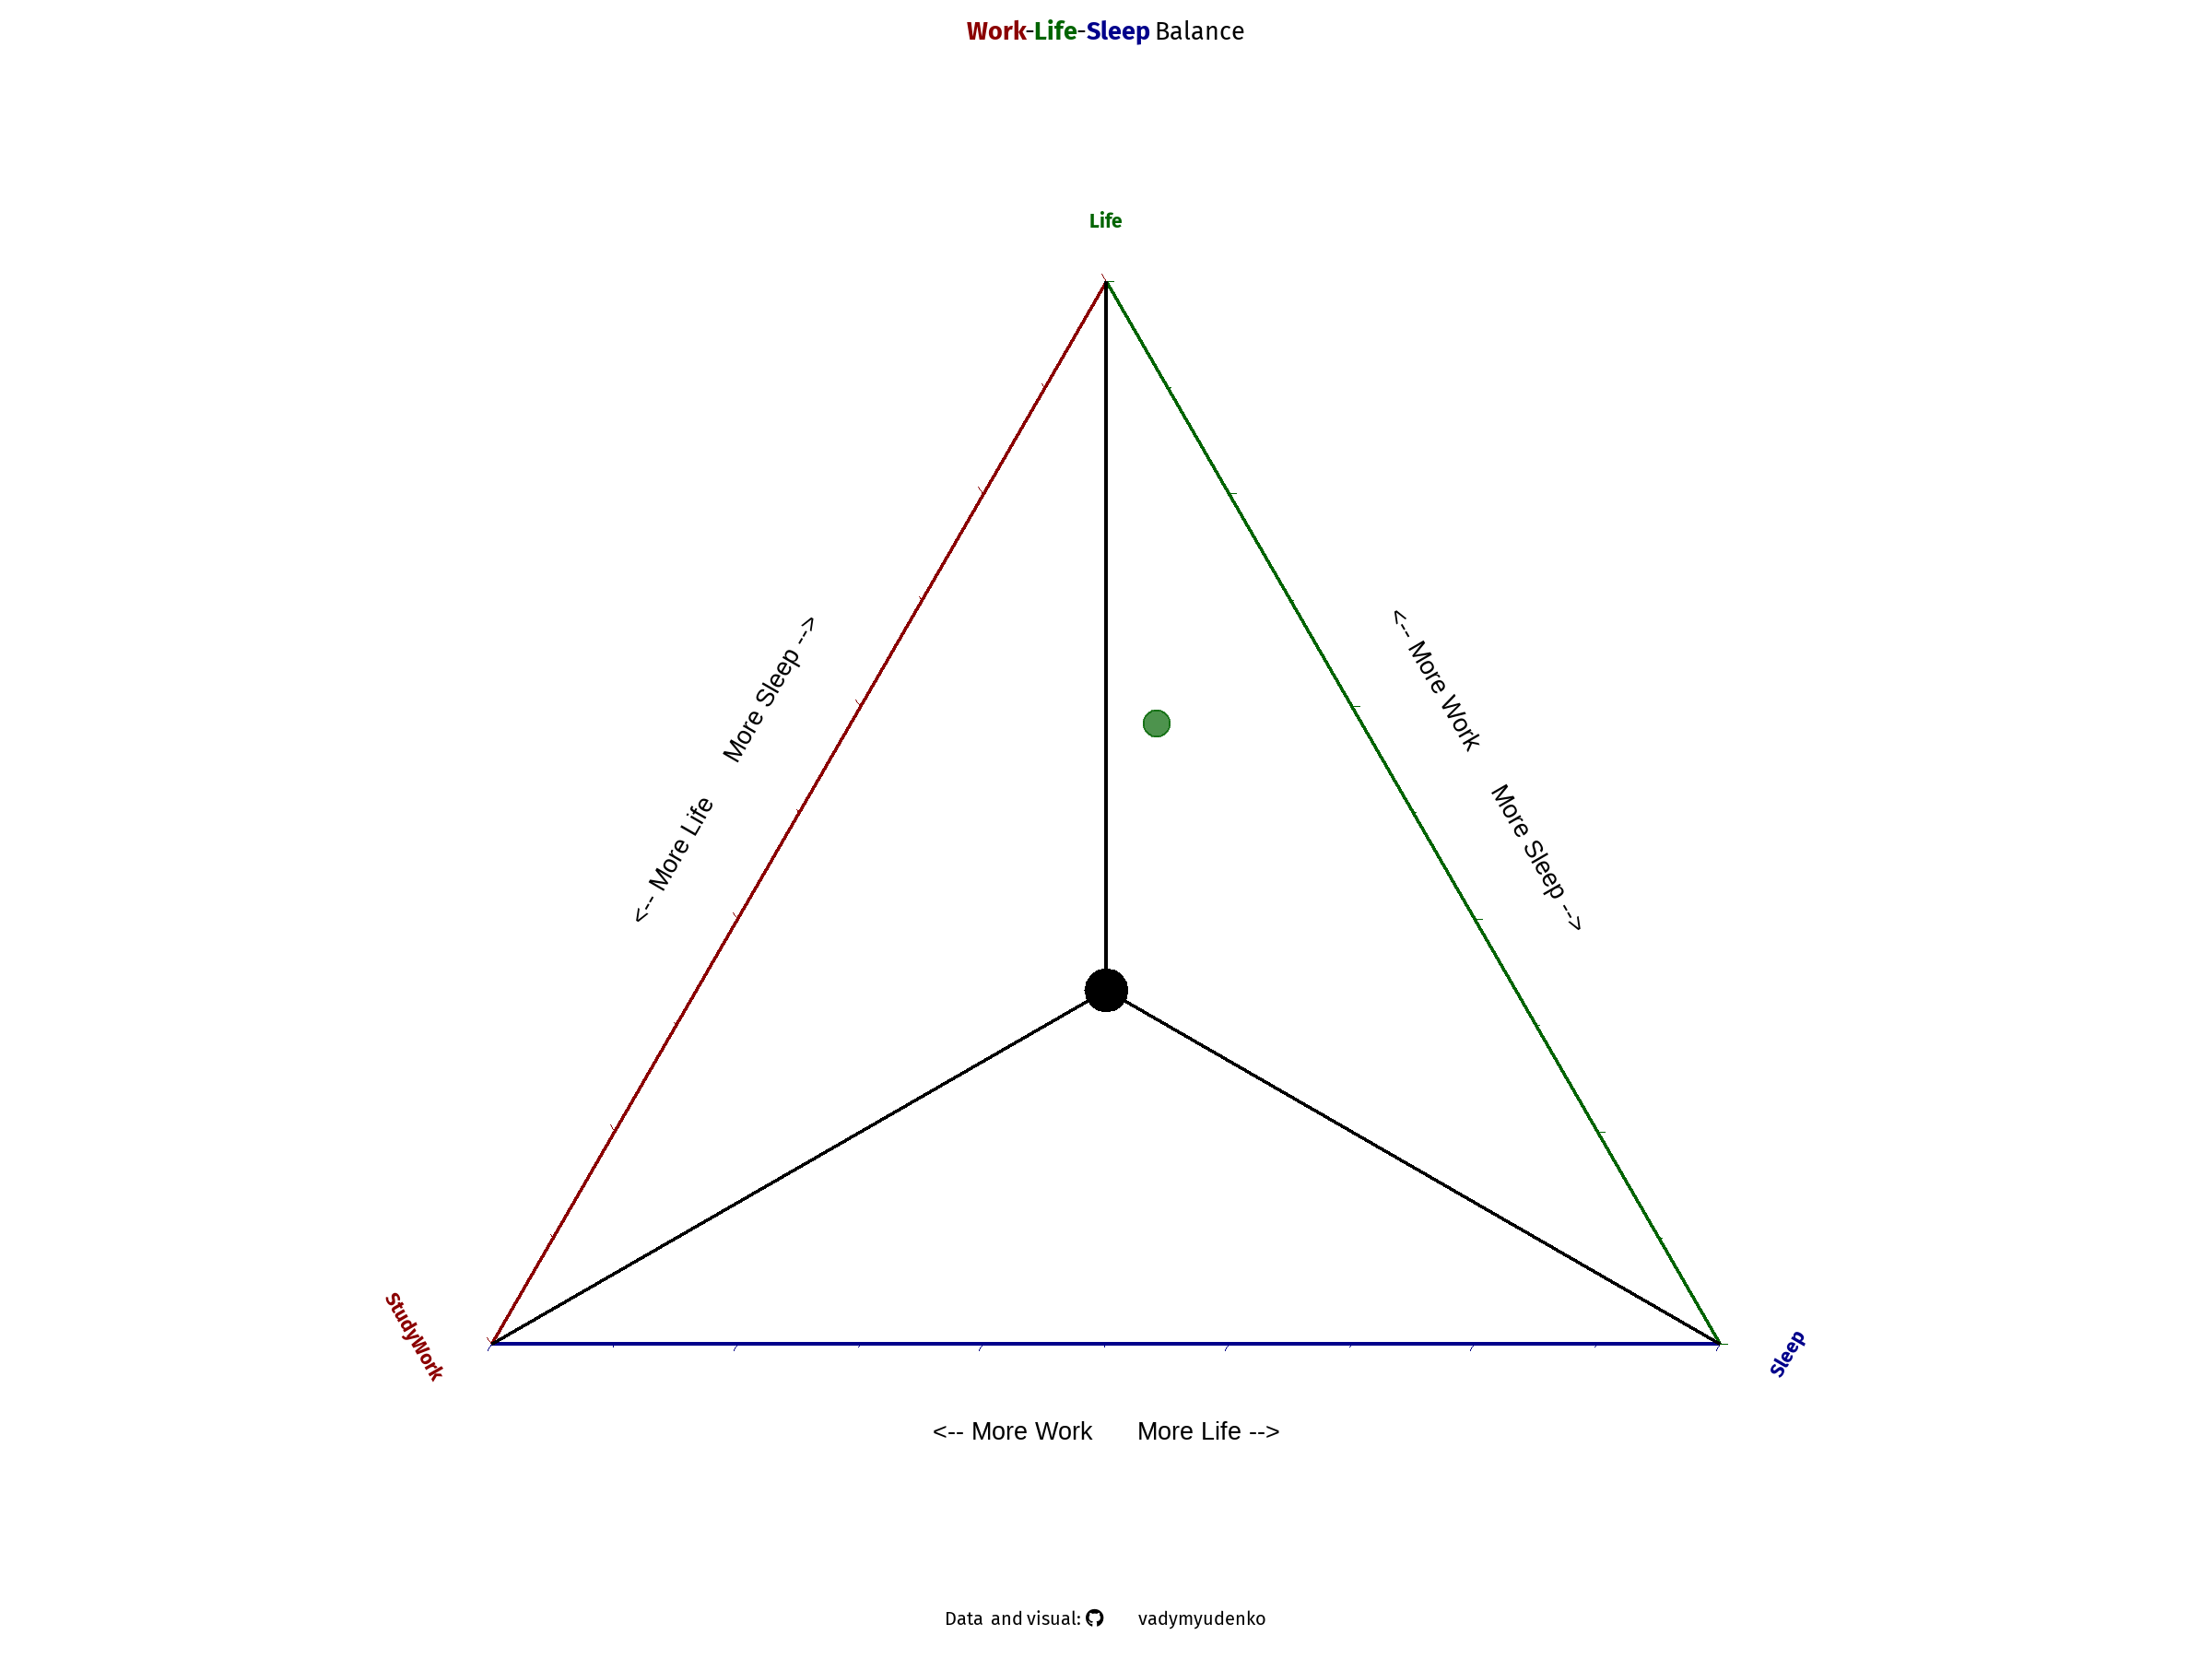 Work-Life-Sleep Balance
Life
<-- More Life More Sleep -->
<-- More Work More Sleep -->
StudyWork
Sleep
<-- More Work More Life -->
Data and visual: vadymyudenko